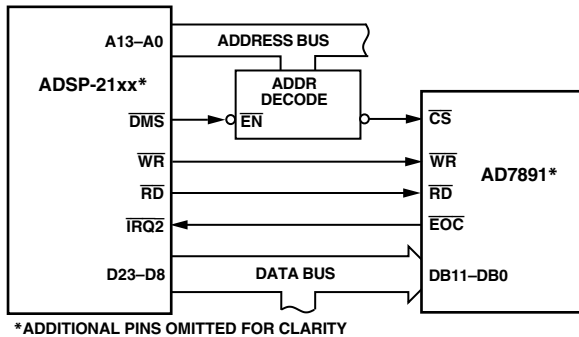 A13–A0
ADDRESS BUS
ADSP-21xx*
ADDR
DECODE
DMS
EN
CS
WR
WR
AD7891*
RD
RD
IRQ2
EOC
D23–D8
DATA BUS
DB11–DB0
*ADDITIONAL PINS OMITTED FOR CLARITY